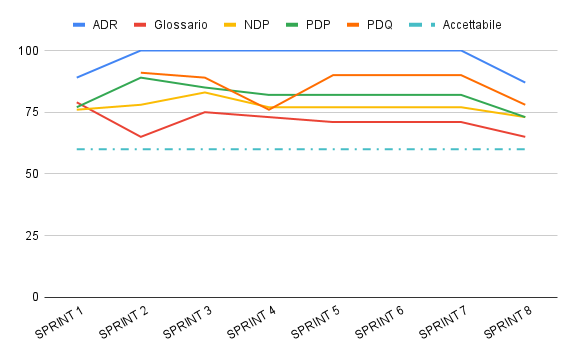 ADR Glossario NDP PDP PDQ Accettabile
100
75
50
25
0
SPRINT 1 SPRINT 2 SPRINT 3 SPRINT 4 SPRINT 5 SPRINT 6 SPRINT 7 SPRINT 8